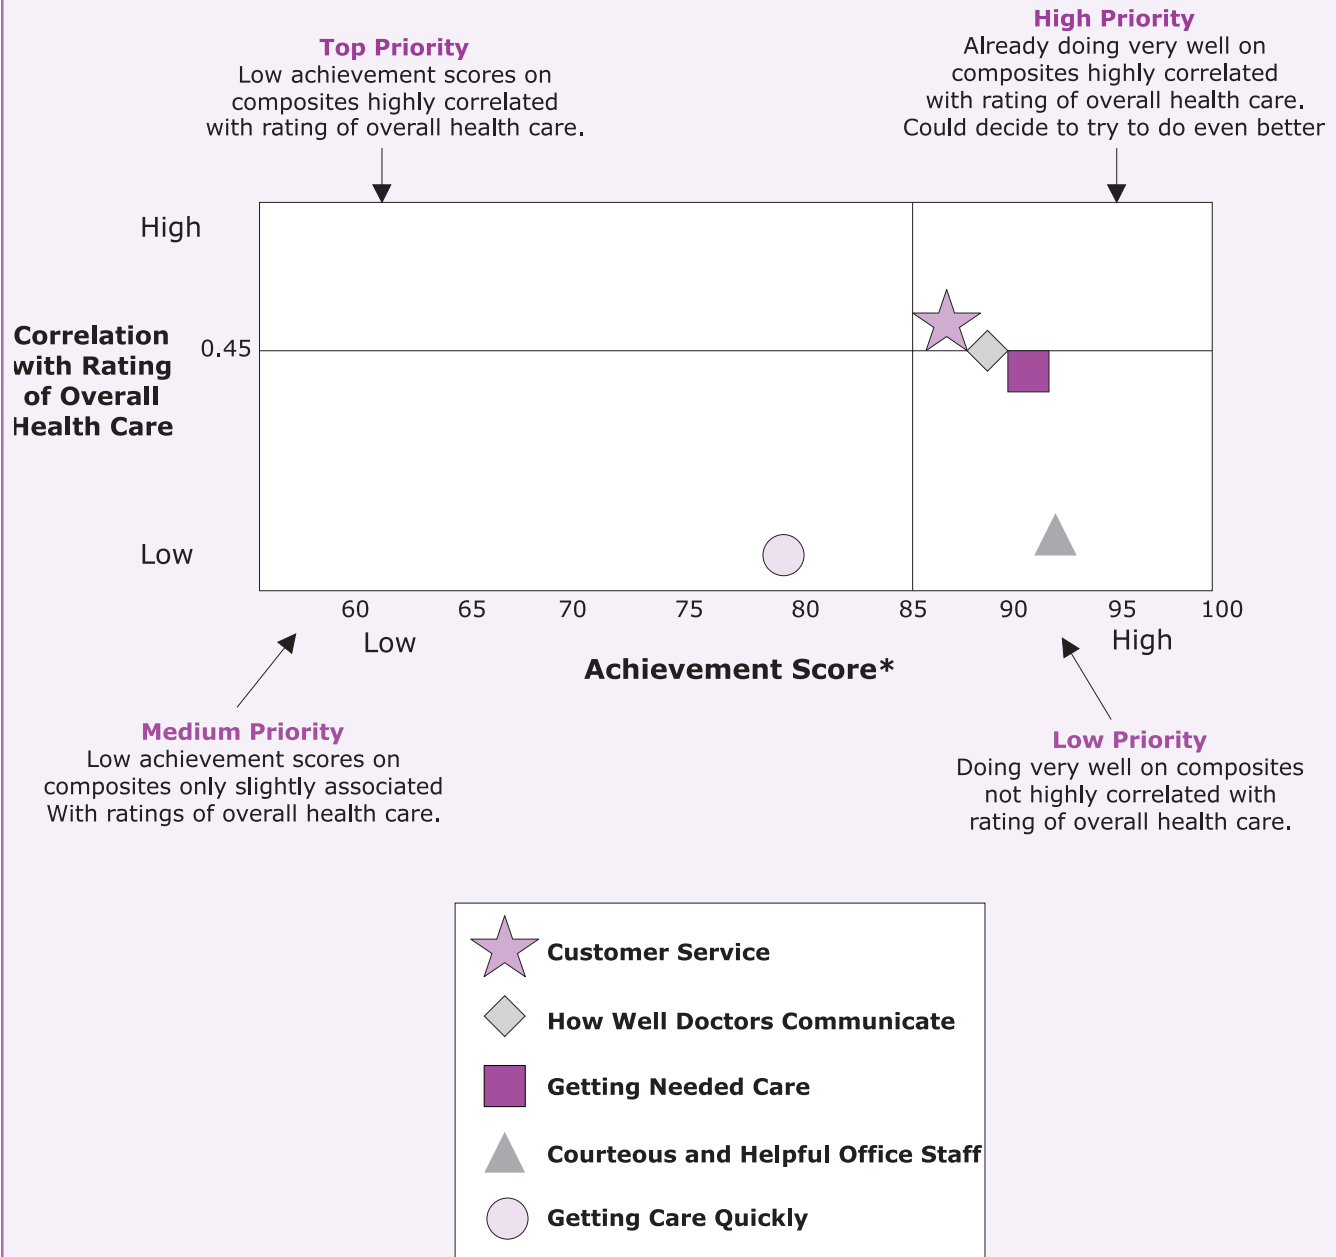 High Priority
Already doing very well on
composites highly correlated
with rating of overall health care.
Could decide to try to do even better
Top Priority
Low achievement scores on
composites highly correlated
with rating of overall health care.
High
Correlation
with Rating
of Overall
Health Care
0.45
Low
60 65 70 75 80 85 90 95 100
Low
High
Achievement Score*
Medium Priority
Low achievement scores on
composites only slightly associated
With ratings of overall health care.
Low Priority
Doing very well on composites
not highly correlated with
rating of overall health care.
Customer Service
How Well Doctors Communicate
Getting Needed Care
Courteous and Helpful Office Staff
Getting Care Quickly